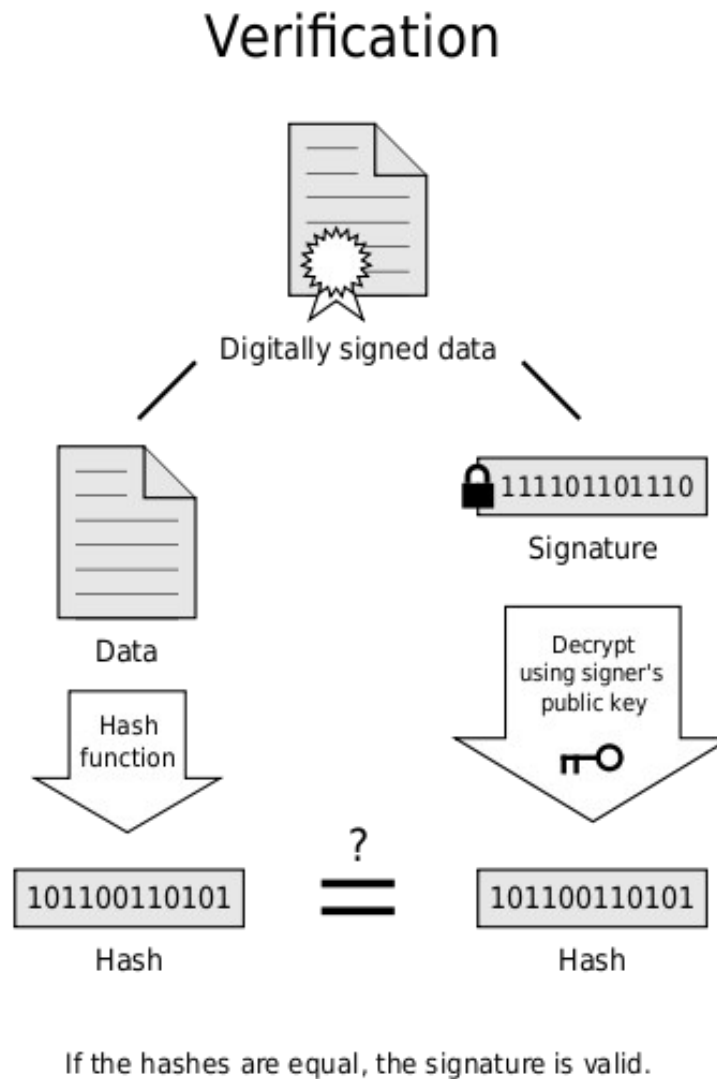 Verification
Digitally signed data
111101101110
Signature
Data
Decrypt
using signer's
public key
Hash
function
?
101100110101
101100110101
Hash
Hash
If the hashes are equal, the signature is valid.